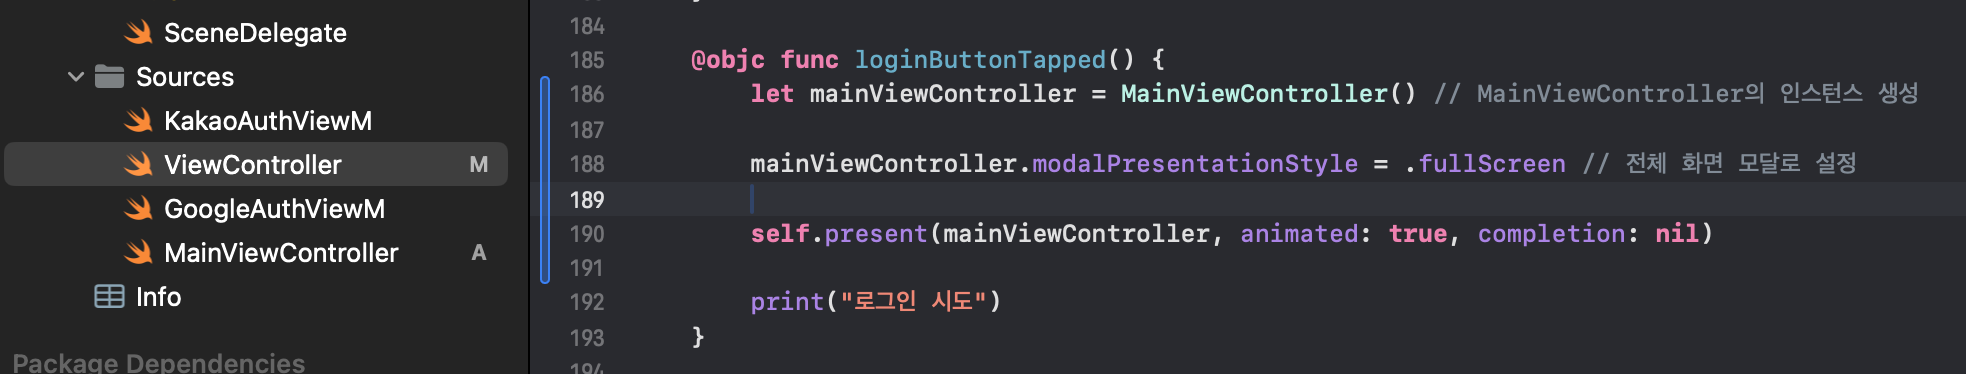 SceneDelegate
Sources
KakaoAuthViewM
ViewController M
GoogleAuthViewM
MainViewController A
Info
Package Dependencies
184
185 @objc func loginButtonTapped() {
186 let mainViewController = MainViewController() // MainViewController의 인스턴스 생성
187
188 mainViewController.modalPresentationStyle = .fullScreen // 전체 화면 모달로 설정
189
190 self.present(mainViewController, animated: true, completion: nil)
191
192 print("로그인 시도")
193 }
194